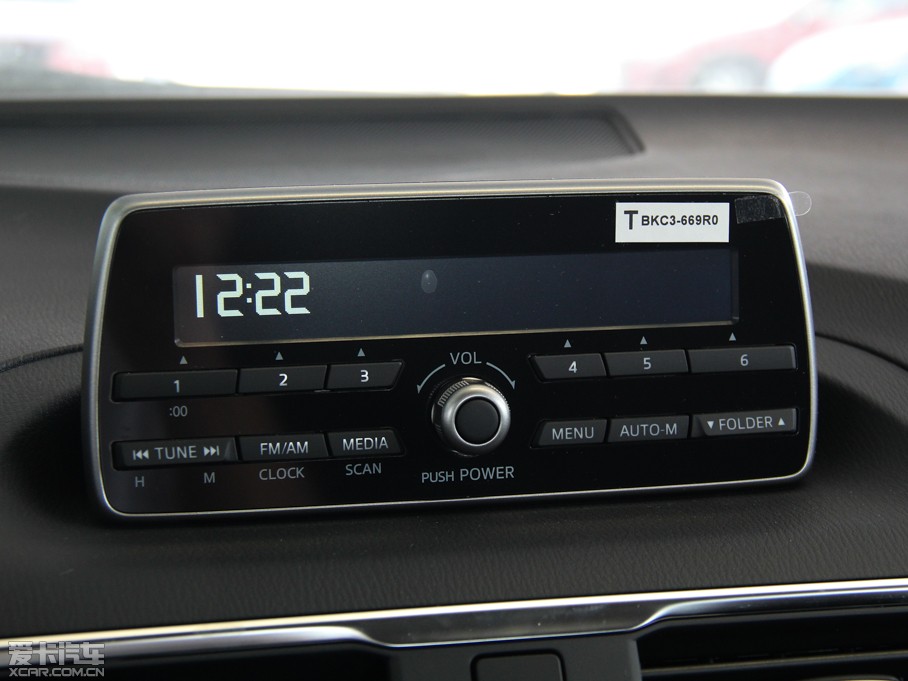 T BKC3-669R0
12:22
VOL
1 2 3 4 5 6
:00
TUNE FM/AM MEDIA MENU AUTO-M FOLDER
H M CLOCK SCAN PUSH POWER
爱卡汽车
XCAR.COM.CN